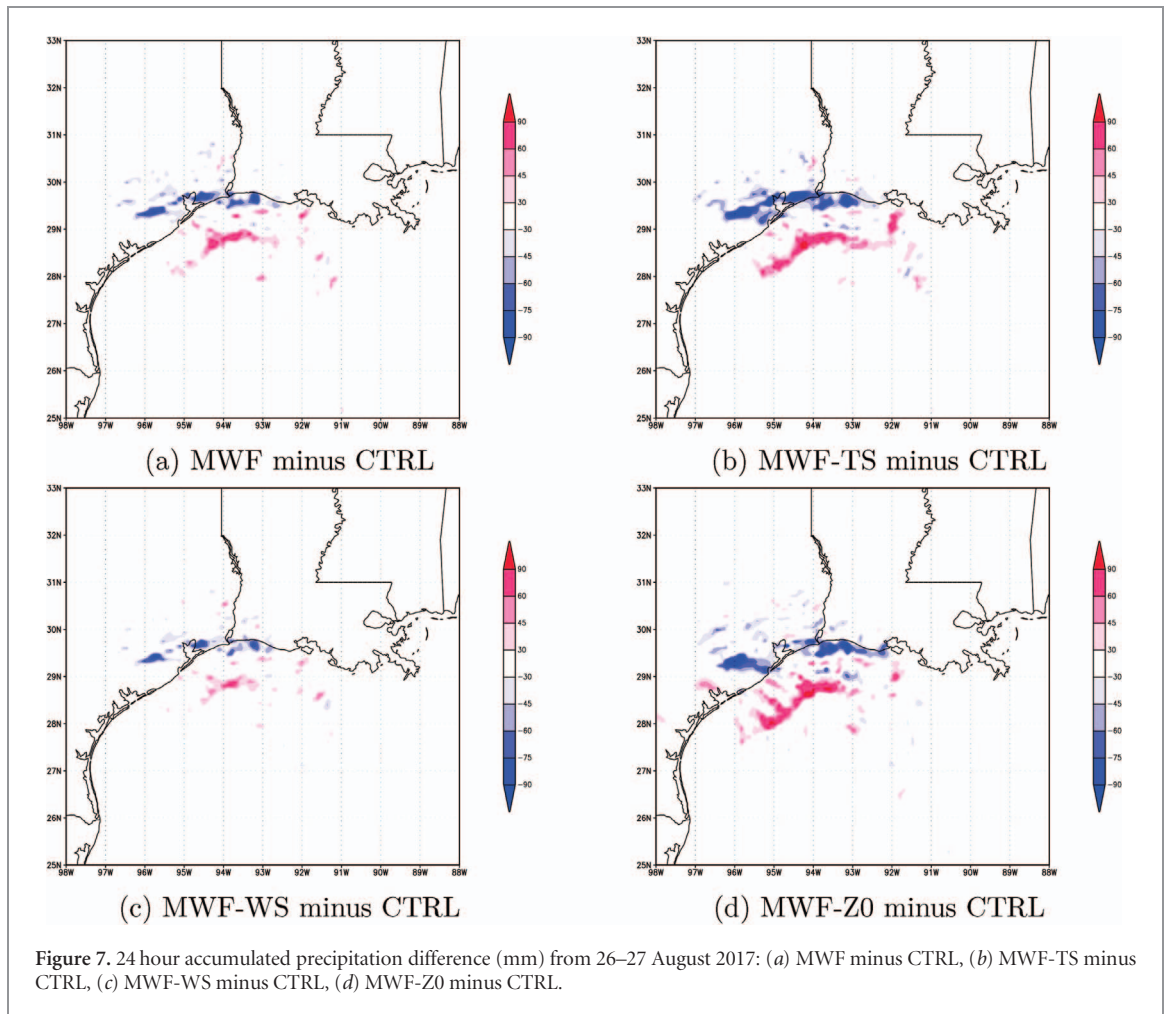 33N
32N
31N
30N
29N
28N
27N
26N
25N
98W 97W 96W 95W 94W 93W 92W 91W 90W 89W 88W
90
60
45
30
−30
−45
−60
−75
−90
(a) MWF minus CTRL
33N
32N
31N
30N
29N
28N
27N
26N
25N
98W 97W 96W 95W 94W 93W 92W 91W 90W 89W 88W
90
60
45
30
−30
−45
−60
−75
−90
(b) MWF-TS minus CTRL
33N
32N
31N
30N
29N
28N
27N
26N
25N
98W 97W 96W 95W 94W 93W 92W 91W 90W 89W 88W
90
60
45
30
−30
−45
−60
−75
−90
(c) MWF-WS minus CTRL
33N
32N
31N
30N
29N
28N
27N
26N
25N
98W 97W 96W 95W 94W 93W 92W 91W 90W 89W 88W
90
60
45
30
−30
−45
−60
−75
−90
(d) MWF-Z0 minus CTRL
Figure 7. 24 hour accumulated precipitation difference (mm) from 26–27 August 2017: (a) MWF minus CTRL, (b) MWF-TS minus
CTRL, (c) MWF-WS minus CTRL, (d) MWF-Z0 minus CTRL.